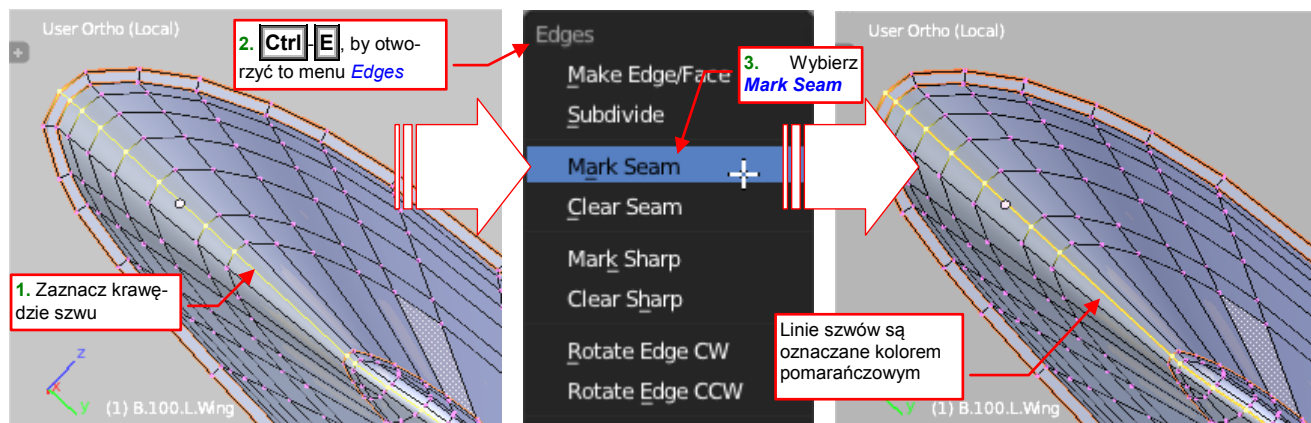 User Ortho (Local)
2. Ctrl-E, by otwo-
rzyć to menu Edges
1. Zaznacz krawę-
dzie szwu
z
x
y
(1) B.100.L.Wing
Edges
Make Edge/Face
Subdivide
Mark Seam
Clear Seam
Mark Sharp
Clear Sharp
Rotate Edge CW
Rotate Edge CCW
3. Wybierz
Mark Seam
User Ortho (Local)
Linie szwów są
oznaczane kolorem
pomarańczowym
y
(1) B.100.L.Wing